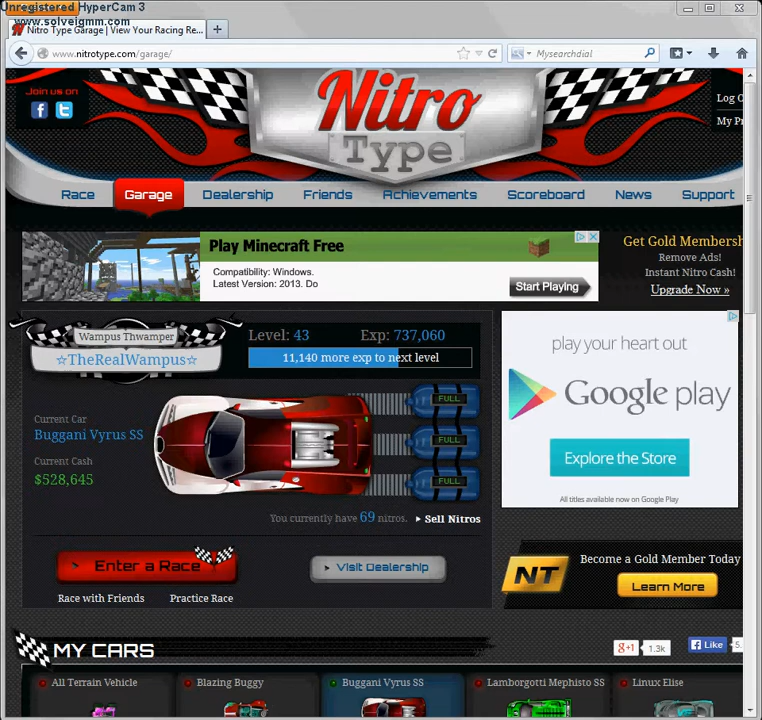 Unregistered HyperCam 3
www.solveigmm.com
Nitro Type Garage | View Your Racing Re...
www.nitrotype.com/garage/
Mysearchdial
Join us on
Nitro
Type
Log O
My Pr
Race
Garage
Dealership
Friends
Achievements
Scoreboard
News
Support
Play Minecraft Free
Compatibility: Windows.
Latest Version: 2013. Do
Start Playing
Get Gold Membersh
Remove Ads!
Instant Nitro Cash!
Upgrade Now »
Wampus Thwamper
☆TheRealWampus☆
Level: 43
Exp: 737,060
11,140 more exp to next level
Current Car
Buggani Vyrus SS
Current Cash
$528,645
FULL
FULL
FULL
You currently have 69 nitros.
Sell Nitros
Enter a Race
Visit Dealership
Race with Friends
Practice Race
play your heart out
Google play
Explore the Store
All titles available now on Google Play
NT
Become a Gold Member Today
Learn More
MY CARS
g+1
1.3k
Like
5.
All Terrain Vehicle
Blazing Buggy
Buggani Vyrus SS
Lamborgotti Mephisto SS
Linux Elise